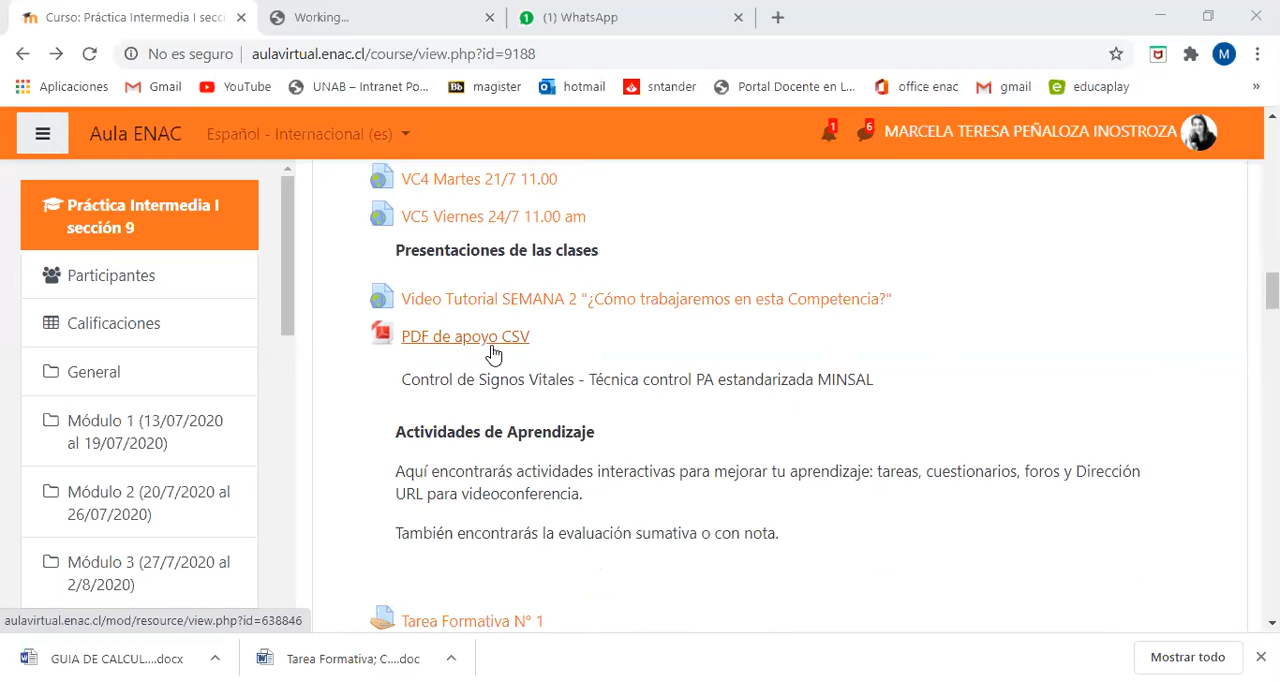 Curso: Práctica Intermedia I secci
Working...
(1) WhatsApp
No es seguro
aulavirtual.enac.cl/course/view.php?id=9188
M
Aplicaciones
Gmail
YouTube
UNAB – Intranet Po...
Bb magister
hotmail
sntander
Portal Docente en L...
office enac
gmail
educaplay
»
Aula ENAC
Español - Internacional (es)
1
6
MARCELA TERESA PEÑALOZA INOSTROZA
Práctica Intermedia I
sección 9
Participantes
Calificaciones
General
Módulo 1 (13/07/2020
al 19/07/2020)
Módulo 2 (20/7/2020 al
26/07/2020)
Módulo 3 (27/7/2020 al
2/8/2020)
VC4 Martes 21/7 11.00
VC5 Viernes 24/7 11.00 am
Presentaciones de las clases
Video Tutorial SEMANA 2 "¿Cómo trabajaremos en esta Competencia?"
PDF de apoyo CSV
Control de Signos Vitales - Técnica control PA estandarizada MINSAL
Actividades de Aprendizaje
Aquí encontrarás actividades interactivas para mejorar tu aprendizaje: tareas, cuestionarios, foros y Dirección
URL para videoconferencia.
También encontrarás la evaluación sumativa o con nota.
Tarea Formativa N° 1
aulavirtual.enac.cl/mod/resource/view.php?id=638846
GUIA DE CALCUL....docx
Tarea Formativa; C....doc
Mostrar todo